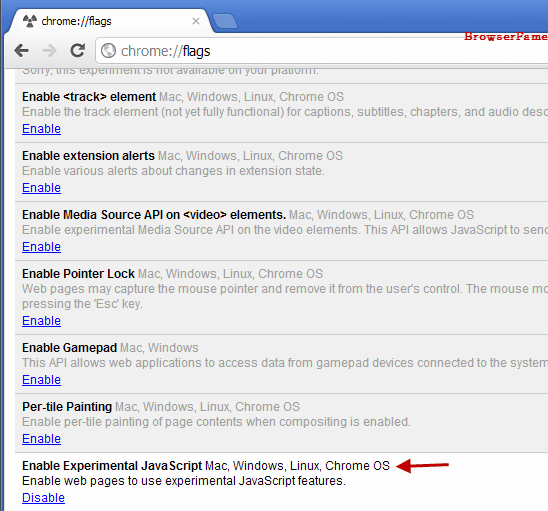 chrome://flags
chrome://flags
BrowserFame
Sorry, this experiment is not available on your platform.
Enable <track> element Mac, Windows, Linux, Chrome OS
Enable the track element (not yet fully functional) for captions, subtitles, chapters, and audio desc
Enable
Enable extension alerts Mac, Windows, Linux, Chrome OS
Enable various alerts about changes in extension state.
Enable
Enable Media Source API on <video> elements. Mac, Windows, Linux, Chrome OS
Enable experimental Media Source API on the video elements. This API allows JavaScript to send
Enable
Enable Pointer Lock Mac, Windows, Linux, Chrome OS
Web pages may capture the mouse pointer and remove it from the user's control. The mouse mo
pressing the 'Esc' key.
Enable
Enable Gamepad Mac, Windows
This API allows web applications to access data from gamepad devices connected to the system
Enable
Per-tile Painting Mac, Windows, Linux, Chrome OS
Enable per-tile painting of page contents when compositing is enabled.
Enable
Enable Experimental JavaScript Mac, Windows, Linux, Chrome OS
Enable web pages to use experimental JavaScript features.
Disable